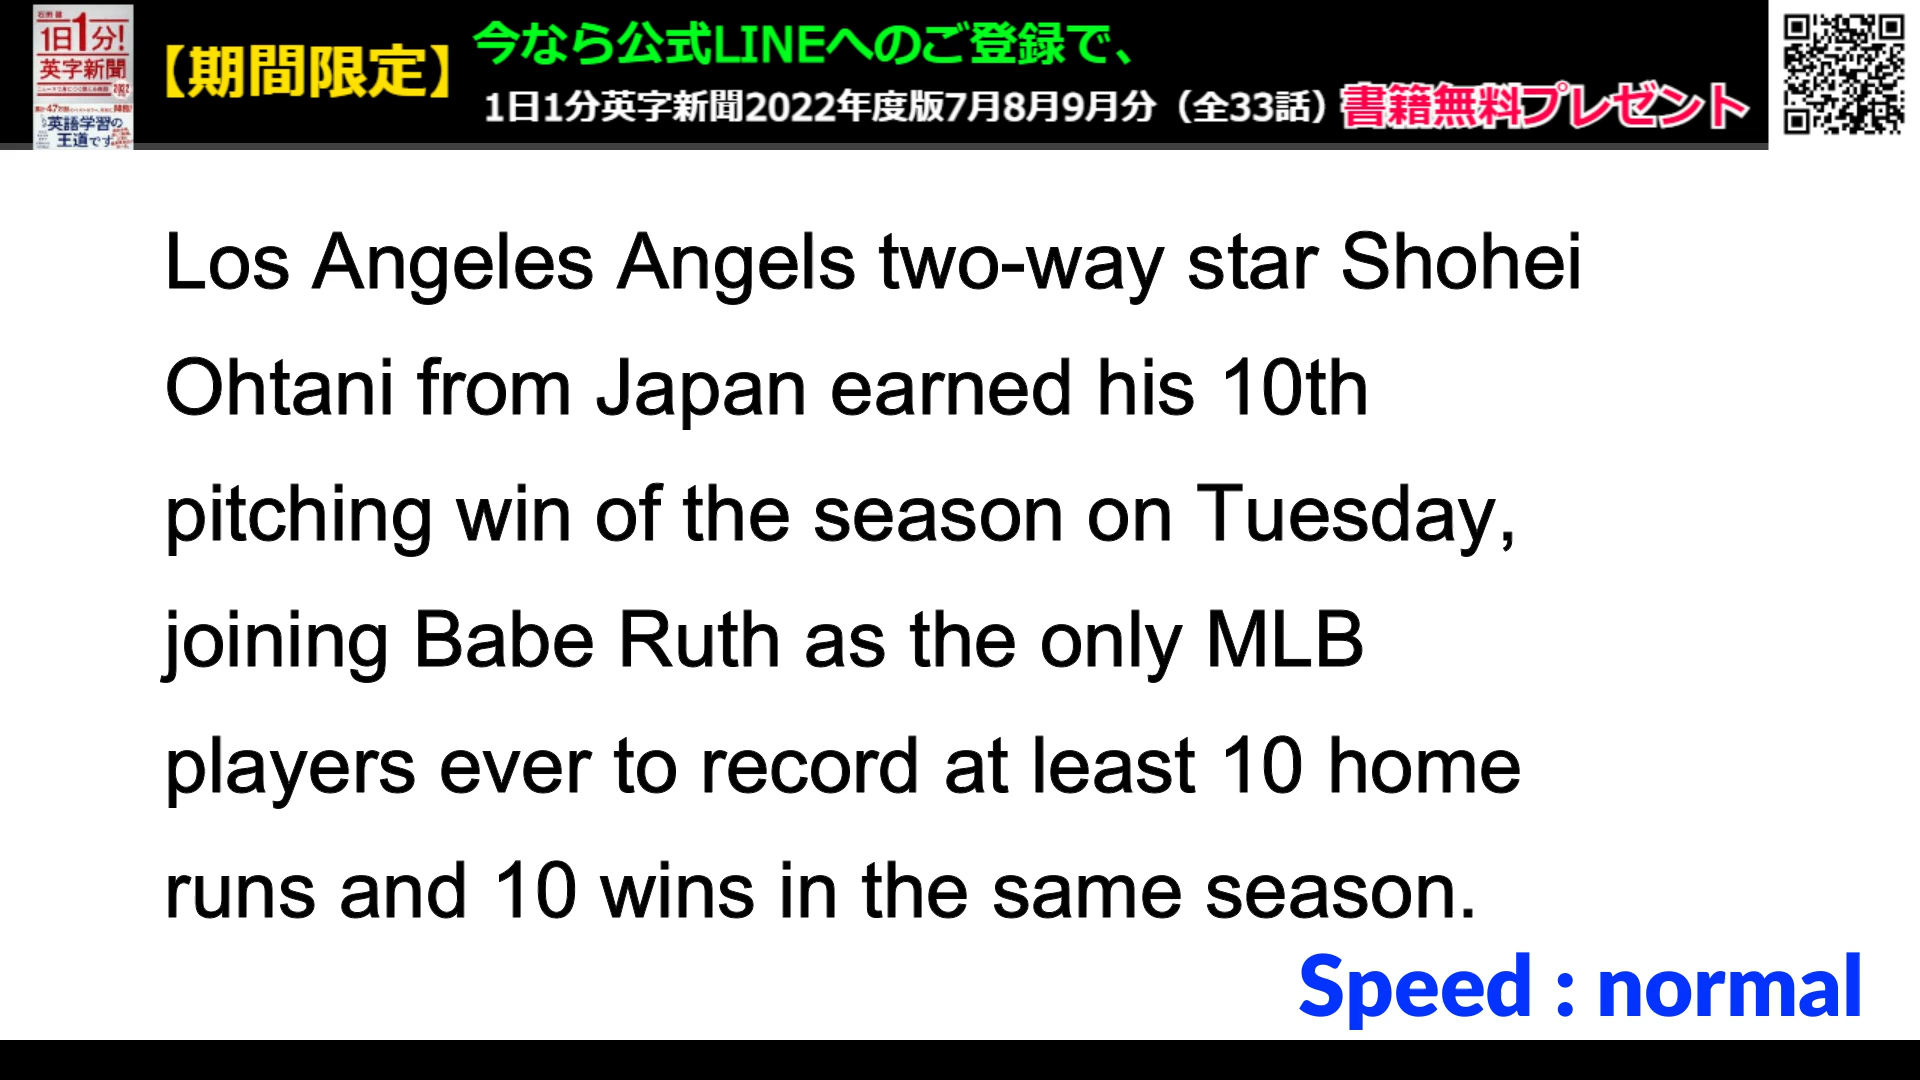 石田 健
1日1分!
英字新聞
2022
英語学習の
王道です
【期間限定】
今なら公式LINEへのご登録で、
1日1分英字新聞2022年度版7月8月9月分（全33話）書籍無料プレゼント
Los Angeles Angels two-way star Shohei
Ohtani from Japan earned his 10th
pitching win of the season on Tuesday,
joining Babe Ruth as the only MLB
players ever to record at least 10 home
runs and 10 wins in the same season.
Speed : normal